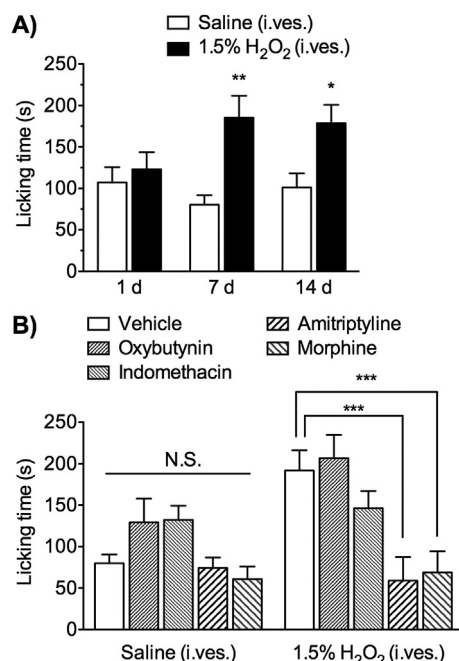 A)
Saline (i.ves.)
1.5% H₂O₂ (i.ves.)
Licking time (s)
250
200
150
100
50
0
**
*
1 d 7 d 14 d
B)
Vehicle
Oxybutynin
Indomethacin
Amitriptyline
Morphine
Licking time (s)
250
200
150
100
50
0
N.S.
***
***
Saline (i.ves.) 1.5% H₂O₂ (i.ves.)